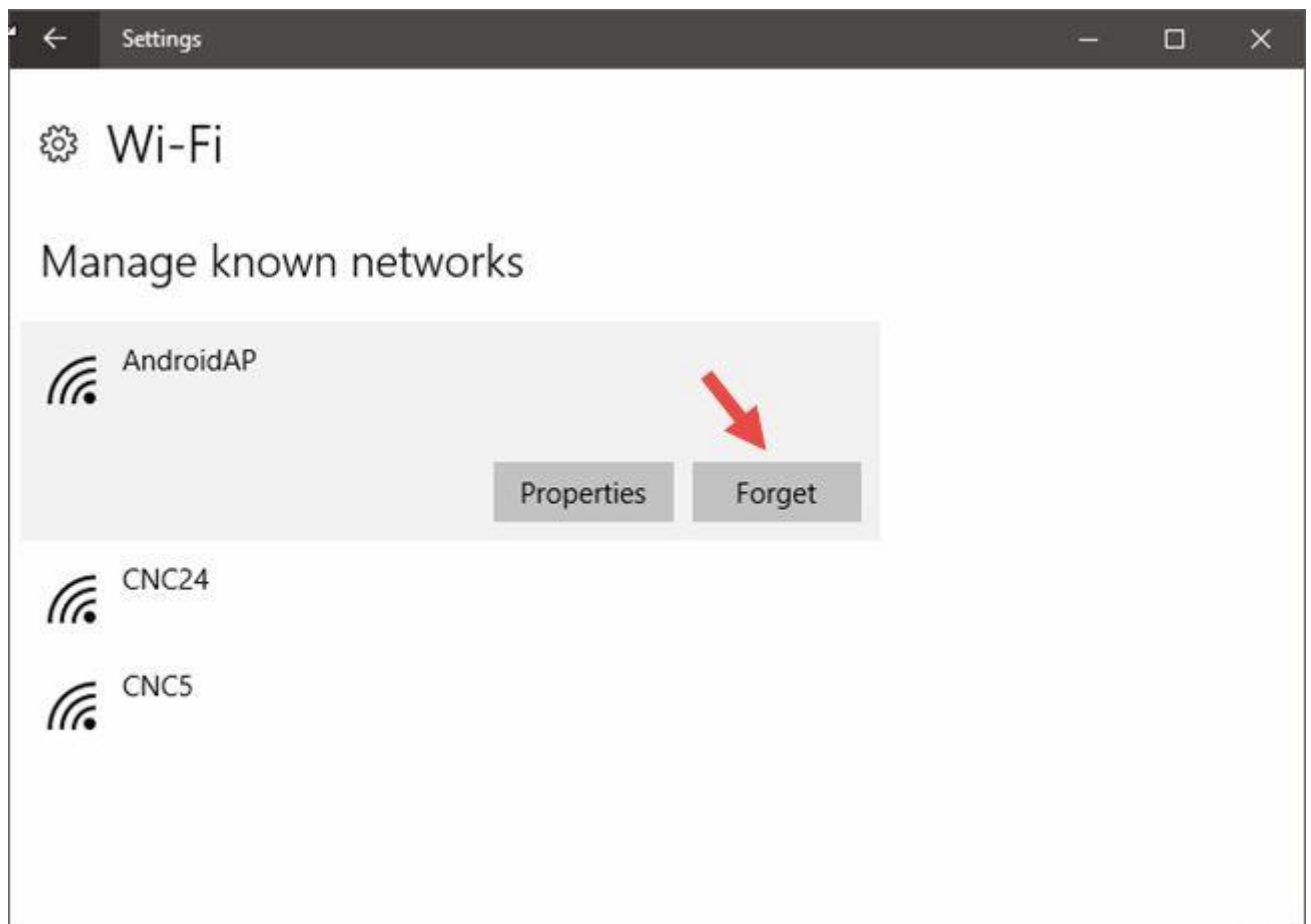 Settings
Wi-Fi
Manage known networks
AndroidAP
Properties Forget
CNC24
CNC5